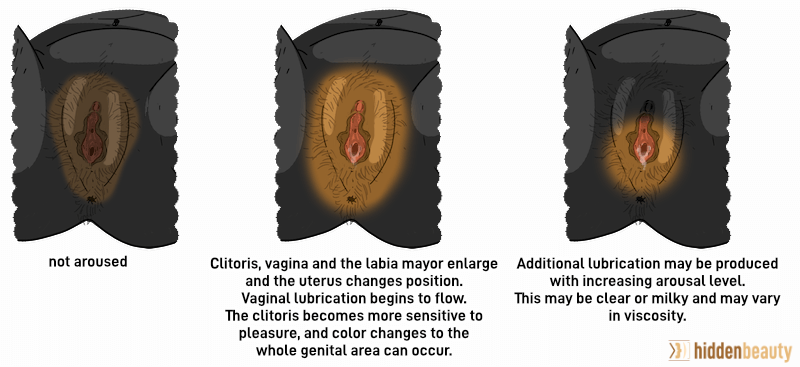 not aroused
Clitoris, vagina and the labia mayor enlarge
and the uterus changes position.
Vaginal lubrication begins to flow.
The clitoris becomes more sensitive to
pleasure, and color changes to the
whole genital area can occur.
Additional lubrication may be produced
with increasing arousal level.
This may be clear or milky and may vary
in viscosity.
hiddenbeauty